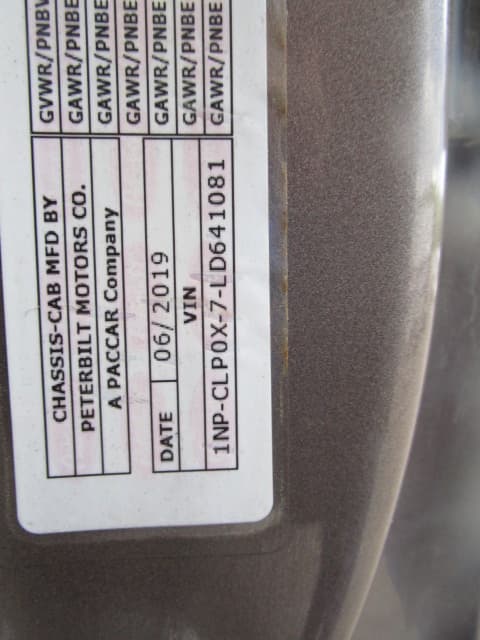 CHASSIS-CAB MFD BY
PETERBILT MOTORS CO.
A PACCAR Company
DATE 06/2019
VIN
1NP-CLP0X-7-LD641081
GVWR/PNBV
GAWR/PNBE
GAWR/PNBE
GAWR/PNBE
GAWR/PNBE
GAWR/PNBE
GAWR/PNBE